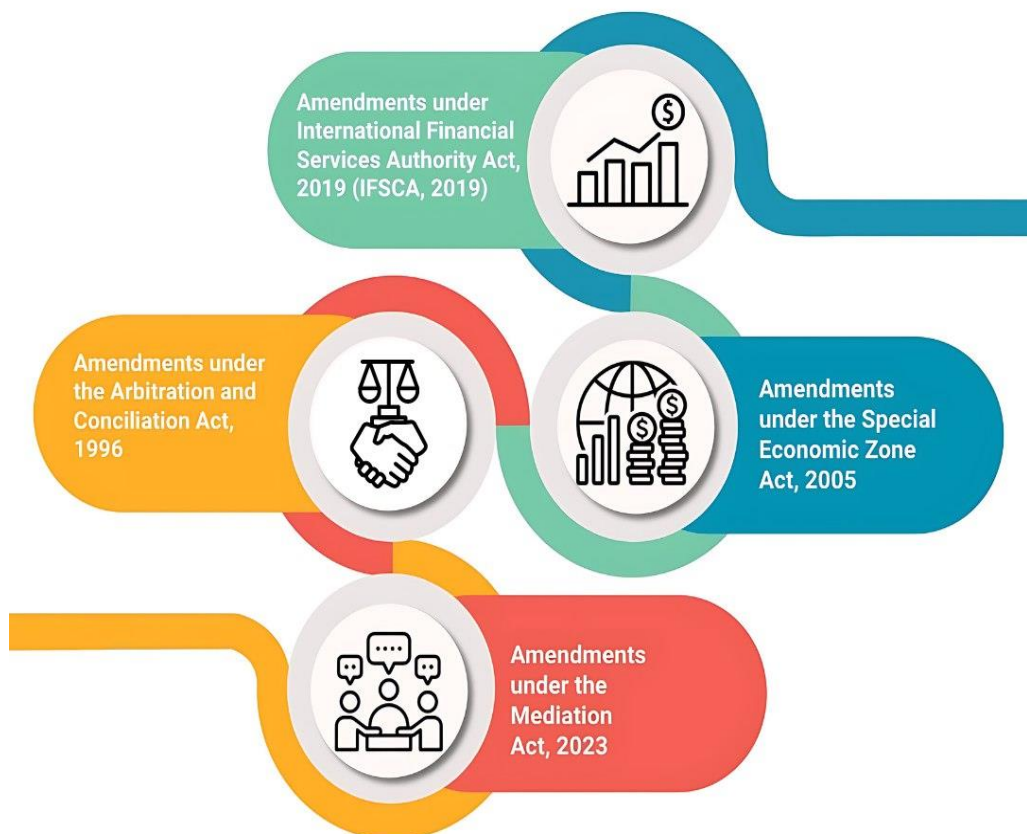 Amendments under
International Financial
Services Authority Act,
2019 (IFSCA, 2019)
$
Amendments under
the Arbitration and
Conciliation Act,
1996
$
$
Amendments
under the Special
Economic Zone
Act, 2005
Amendments
under the
Mediation
Act, 2023